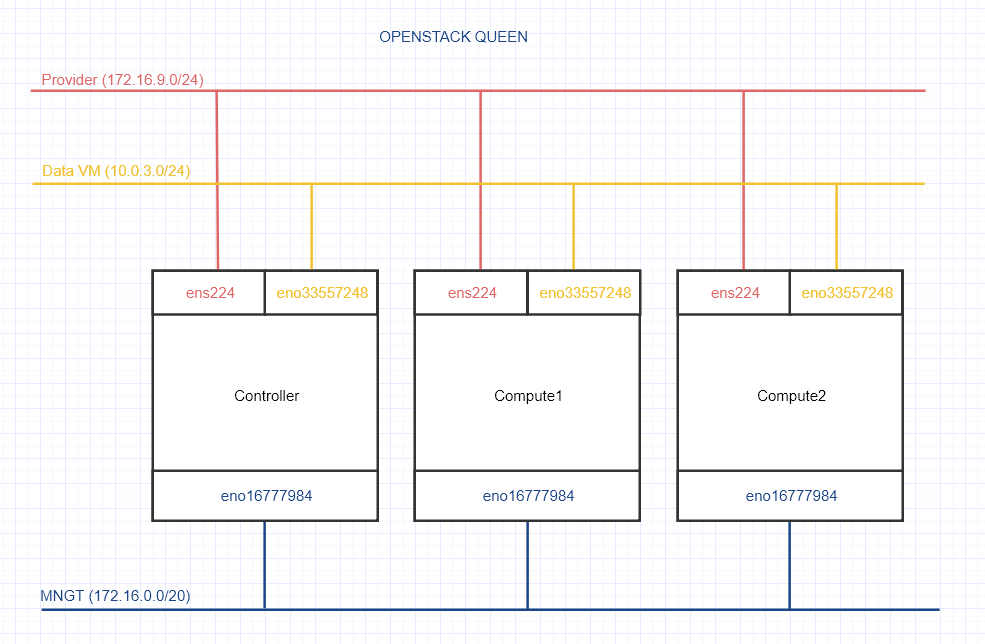 OPENSTACK QUEEN
Provider (172.16.9.0/24)
Data VM (10.0.3.0/24)
ens224 eno33557248 ens224 eno33557248 ens224 eno33557248
Controller Compute1 Compute2
eno16777984 eno16777984 eno16777984
MNGT (172.16.0.0/20)